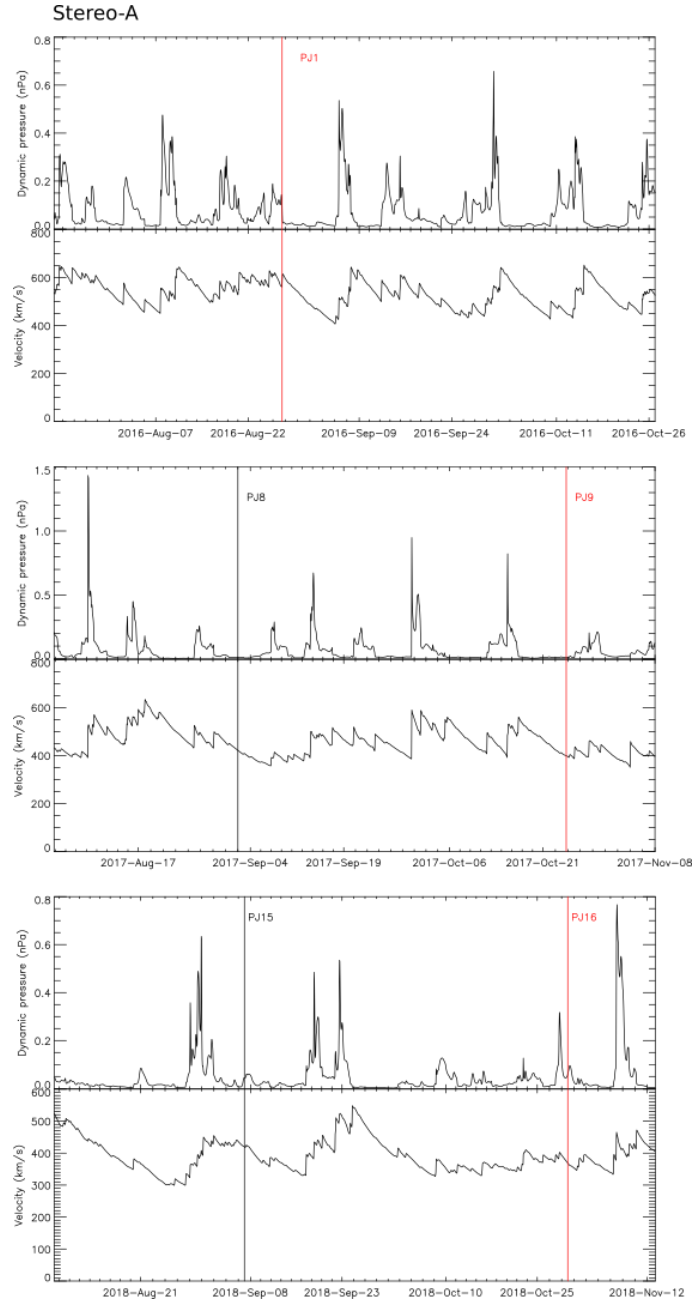 Stereo-A
PJ1
Dynamic pressure (nPa)
0.8
0.6
0.4
0.2
0.0
Velocity (km/s)
800
600
400
200
0
2016-Aug-07 2016-Aug-22 2016-Sep-09 2016-Sep-24 2016-Oct-11 2016-Oct-26
PJ8 PJ9
Dynamic pressure (nPa)
1.5
1.0
0.5
0.0
Velocity (km/s)
800
600
400
200
0
2017-Aug-17 2017-Sep-04 2017-Sep-19 2017-Oct-06 2017-Oct-21 2017-Nov-08
PJ15 PJ16
Dynamic pressure (nPa)
0.8
0.6
0.4
0.2
0.0
Velocity (km/s)
600
500
400
300
200
100
0
2018-Aug-21 2018-Sep-08 2018-Sep-23 2018-Oct-10 2018-Oct-25 2018-Nov-12